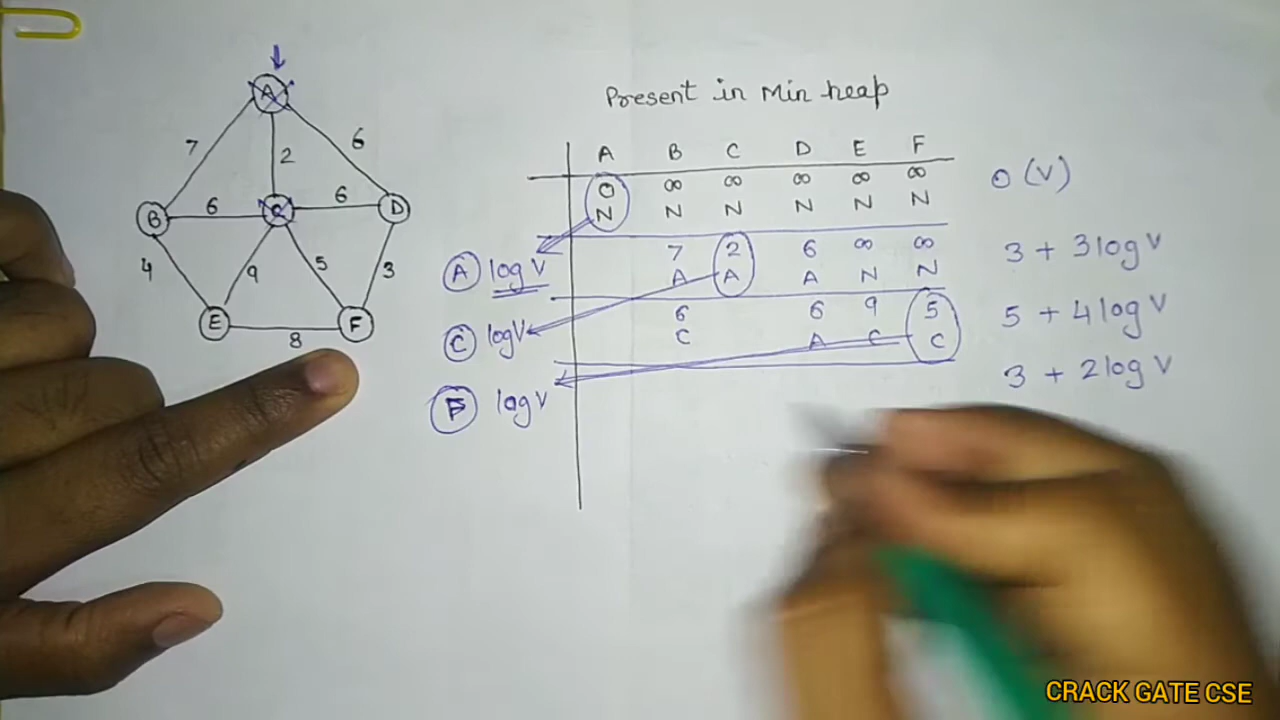 A
7
2
6
B
6
C
6
D
4
9
5
3
E
8
F
Present in Min heap
A B C D E F
0 ∞ ∞ ∞ ∞ ∞
N N N N N N
O(V)
7 2 6 ∞ ∞
A A A N N
A log V
3 + 3 log V
6 6 9 5
C A C C
C log V
5 + 4 log V
F log V
3 + 2 log V
CRACK GATE CSE